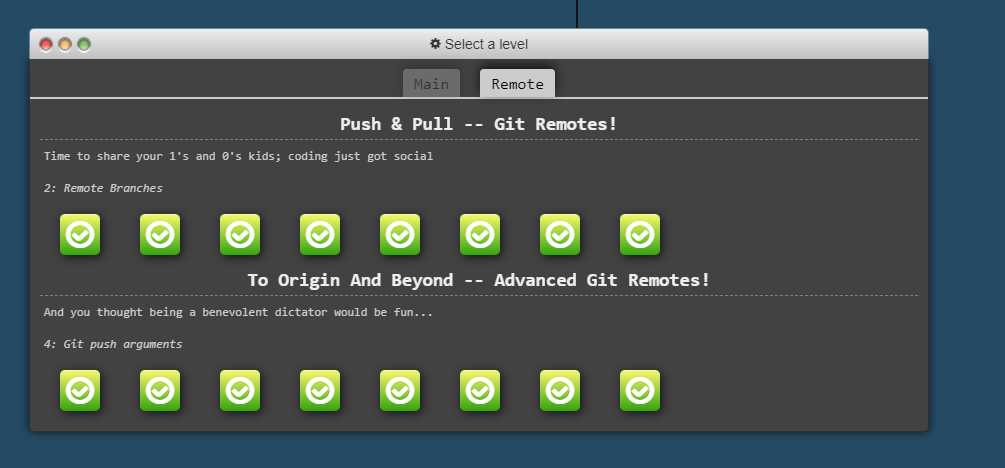 Select a level
Main
Remote
Push & Pull -- Git Remotes!
Time to share your 1's and 0's kids; coding just got social
2: Remote Branches
To Origin And Beyond -- Advanced Git Remotes!
And you thought being a benevolent dictator would be fun...
4: Git push arguments